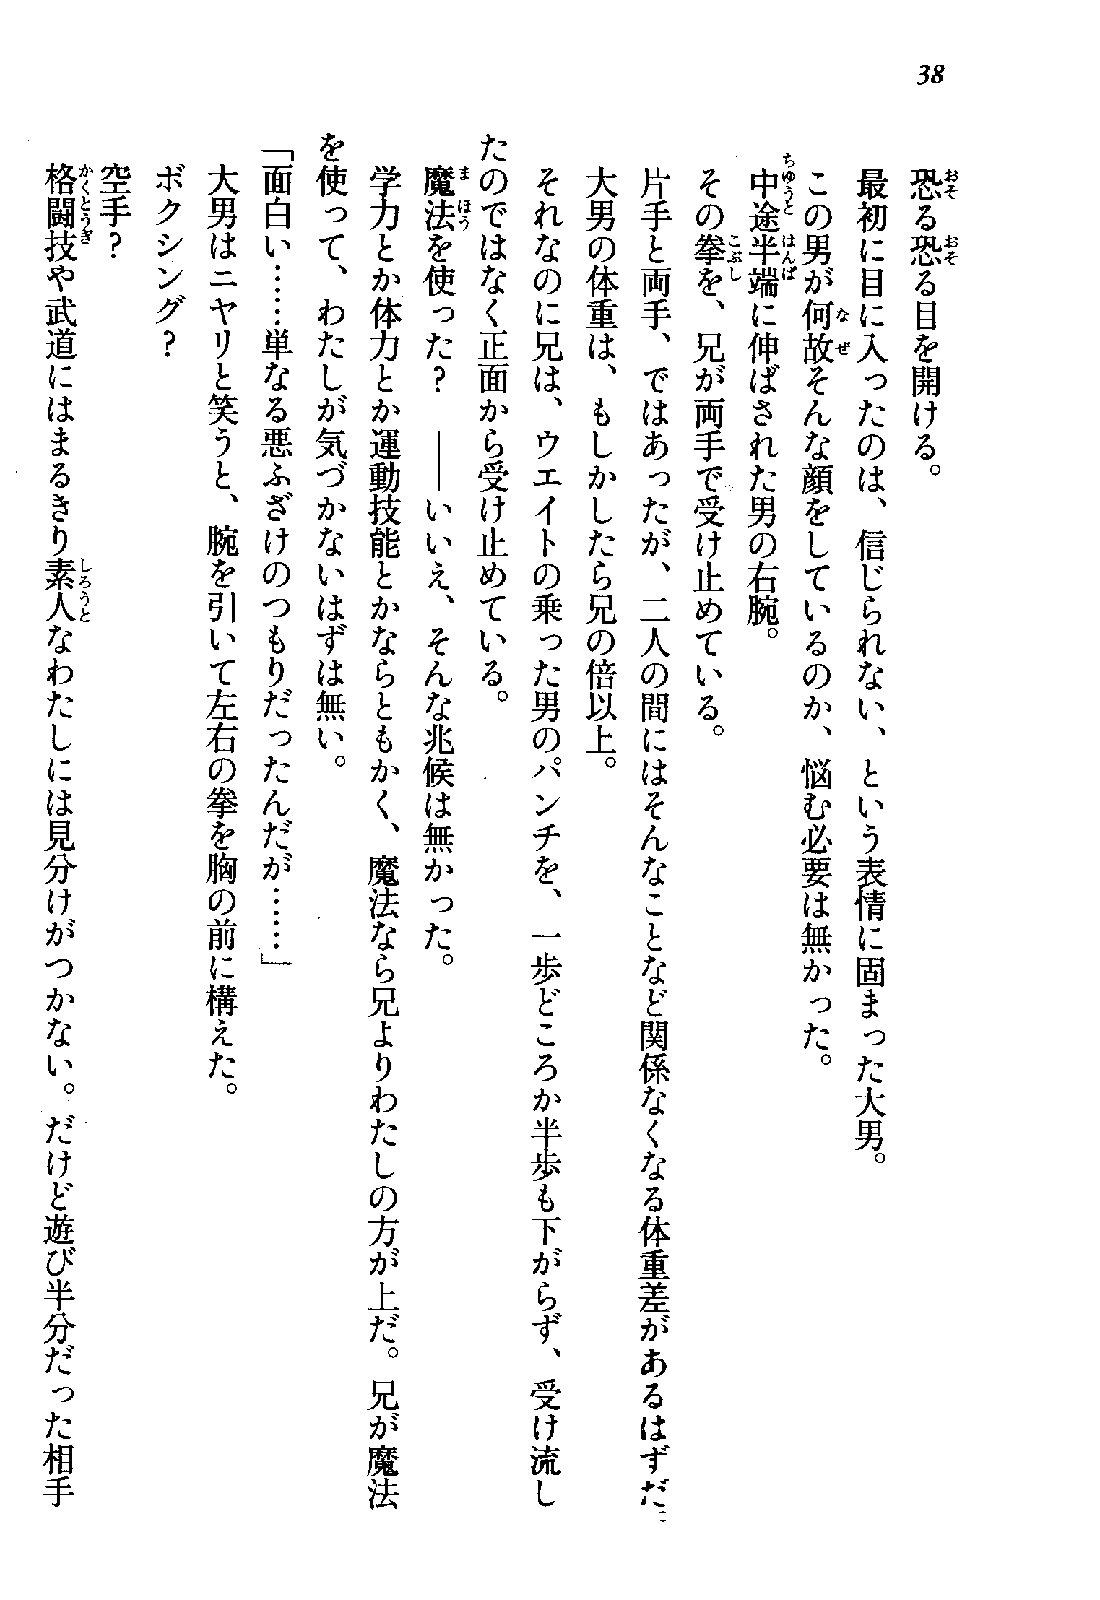 38
恐る恐る目を開ける。
最初に目に入ったのは、信じられない、という表情に固まった大男。
この男が何故そんな顔をしているのか、悩む必要は無かった。
中途半端に伸ばされた男の右腕。
その拳を、兄が両手で受け止めている。
片手と両手、ではあったが、二人の間にはそんなことなど関係なくなる体重差があるはずだ。
大男の体重は、もしかしたら兄の倍以上。
それなのに兄は、ウエイトの乗った男のパンチを、一歩どころか半歩も下がらず、受け流し
たのではなく正面から受け止めている。
魔法を使った？　――いいえ、そんな兆候は無かった。
学力とか体力とか運動技能とかならともかく、魔法なら兄よりわたしの方が上だ。兄が魔法
を使って、わたしが気づかないはずは無い。
「面白い……単なる悪ふざけのつもりだったんだが……」
大男はニヤリと笑うと、腕を引いて左右の拳を胸の前に構えた。
ボクシング？
空手？
格闘技や武道にはまるきり素人なわたしには見分けがつかない。だけど遊び半分だった相手